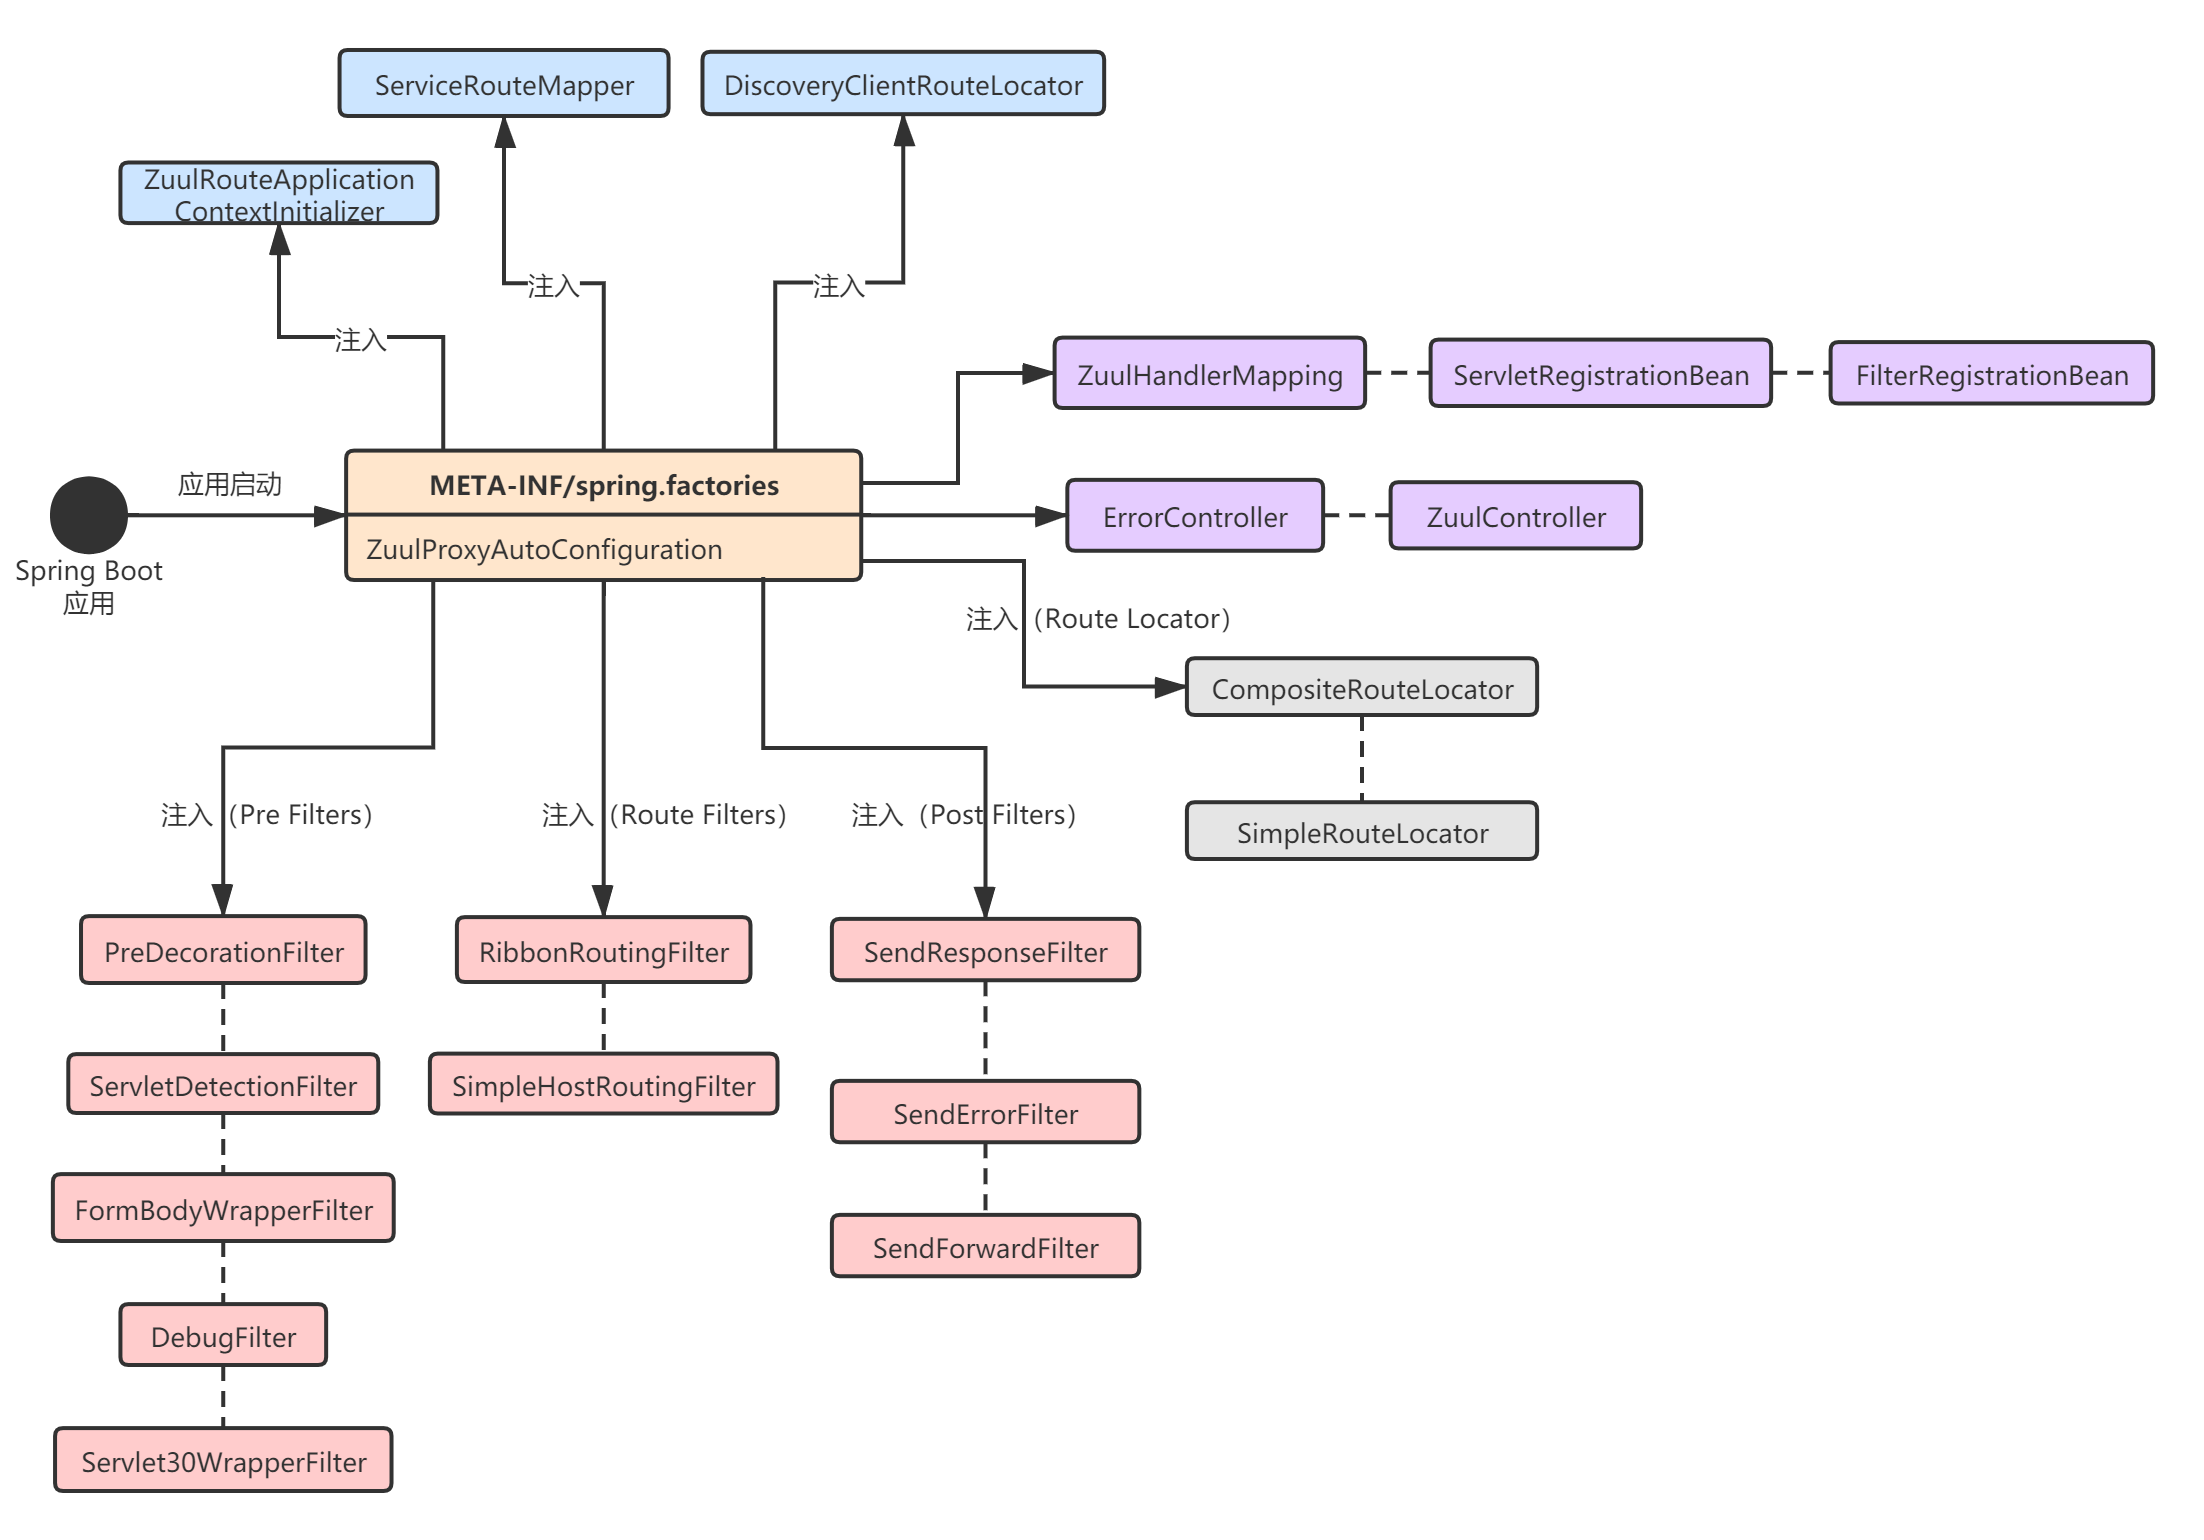 ServiceRouteMapper
DiscoveryClientRouteLocator
ZuulRouteApplication
ContextInitializer
注入
注入
注入
ZuulHandlerMapping
ServletRegistrationBean
FilterRegistrationBean
应用启动
META-INF/spring.factories
ZuulProxyAutoConfiguration
ErrorController
ZuulController
Spring Boot
应用
注入（Route Locator）
CompositeRouteLocator
SimpleRouteLocator
注入（Pre Filters）
注入（Route Filters）
注入（Post Filters）
PreDecorationFilter
RibbonRoutingFilter
SendResponseFilter
ServletDetectionFilter
SimpleHostRoutingFilter
SendErrorFilter
FormBodyWrapperFilter
SendForwardFilter
DebugFilter
Servlet30WrapperFilter